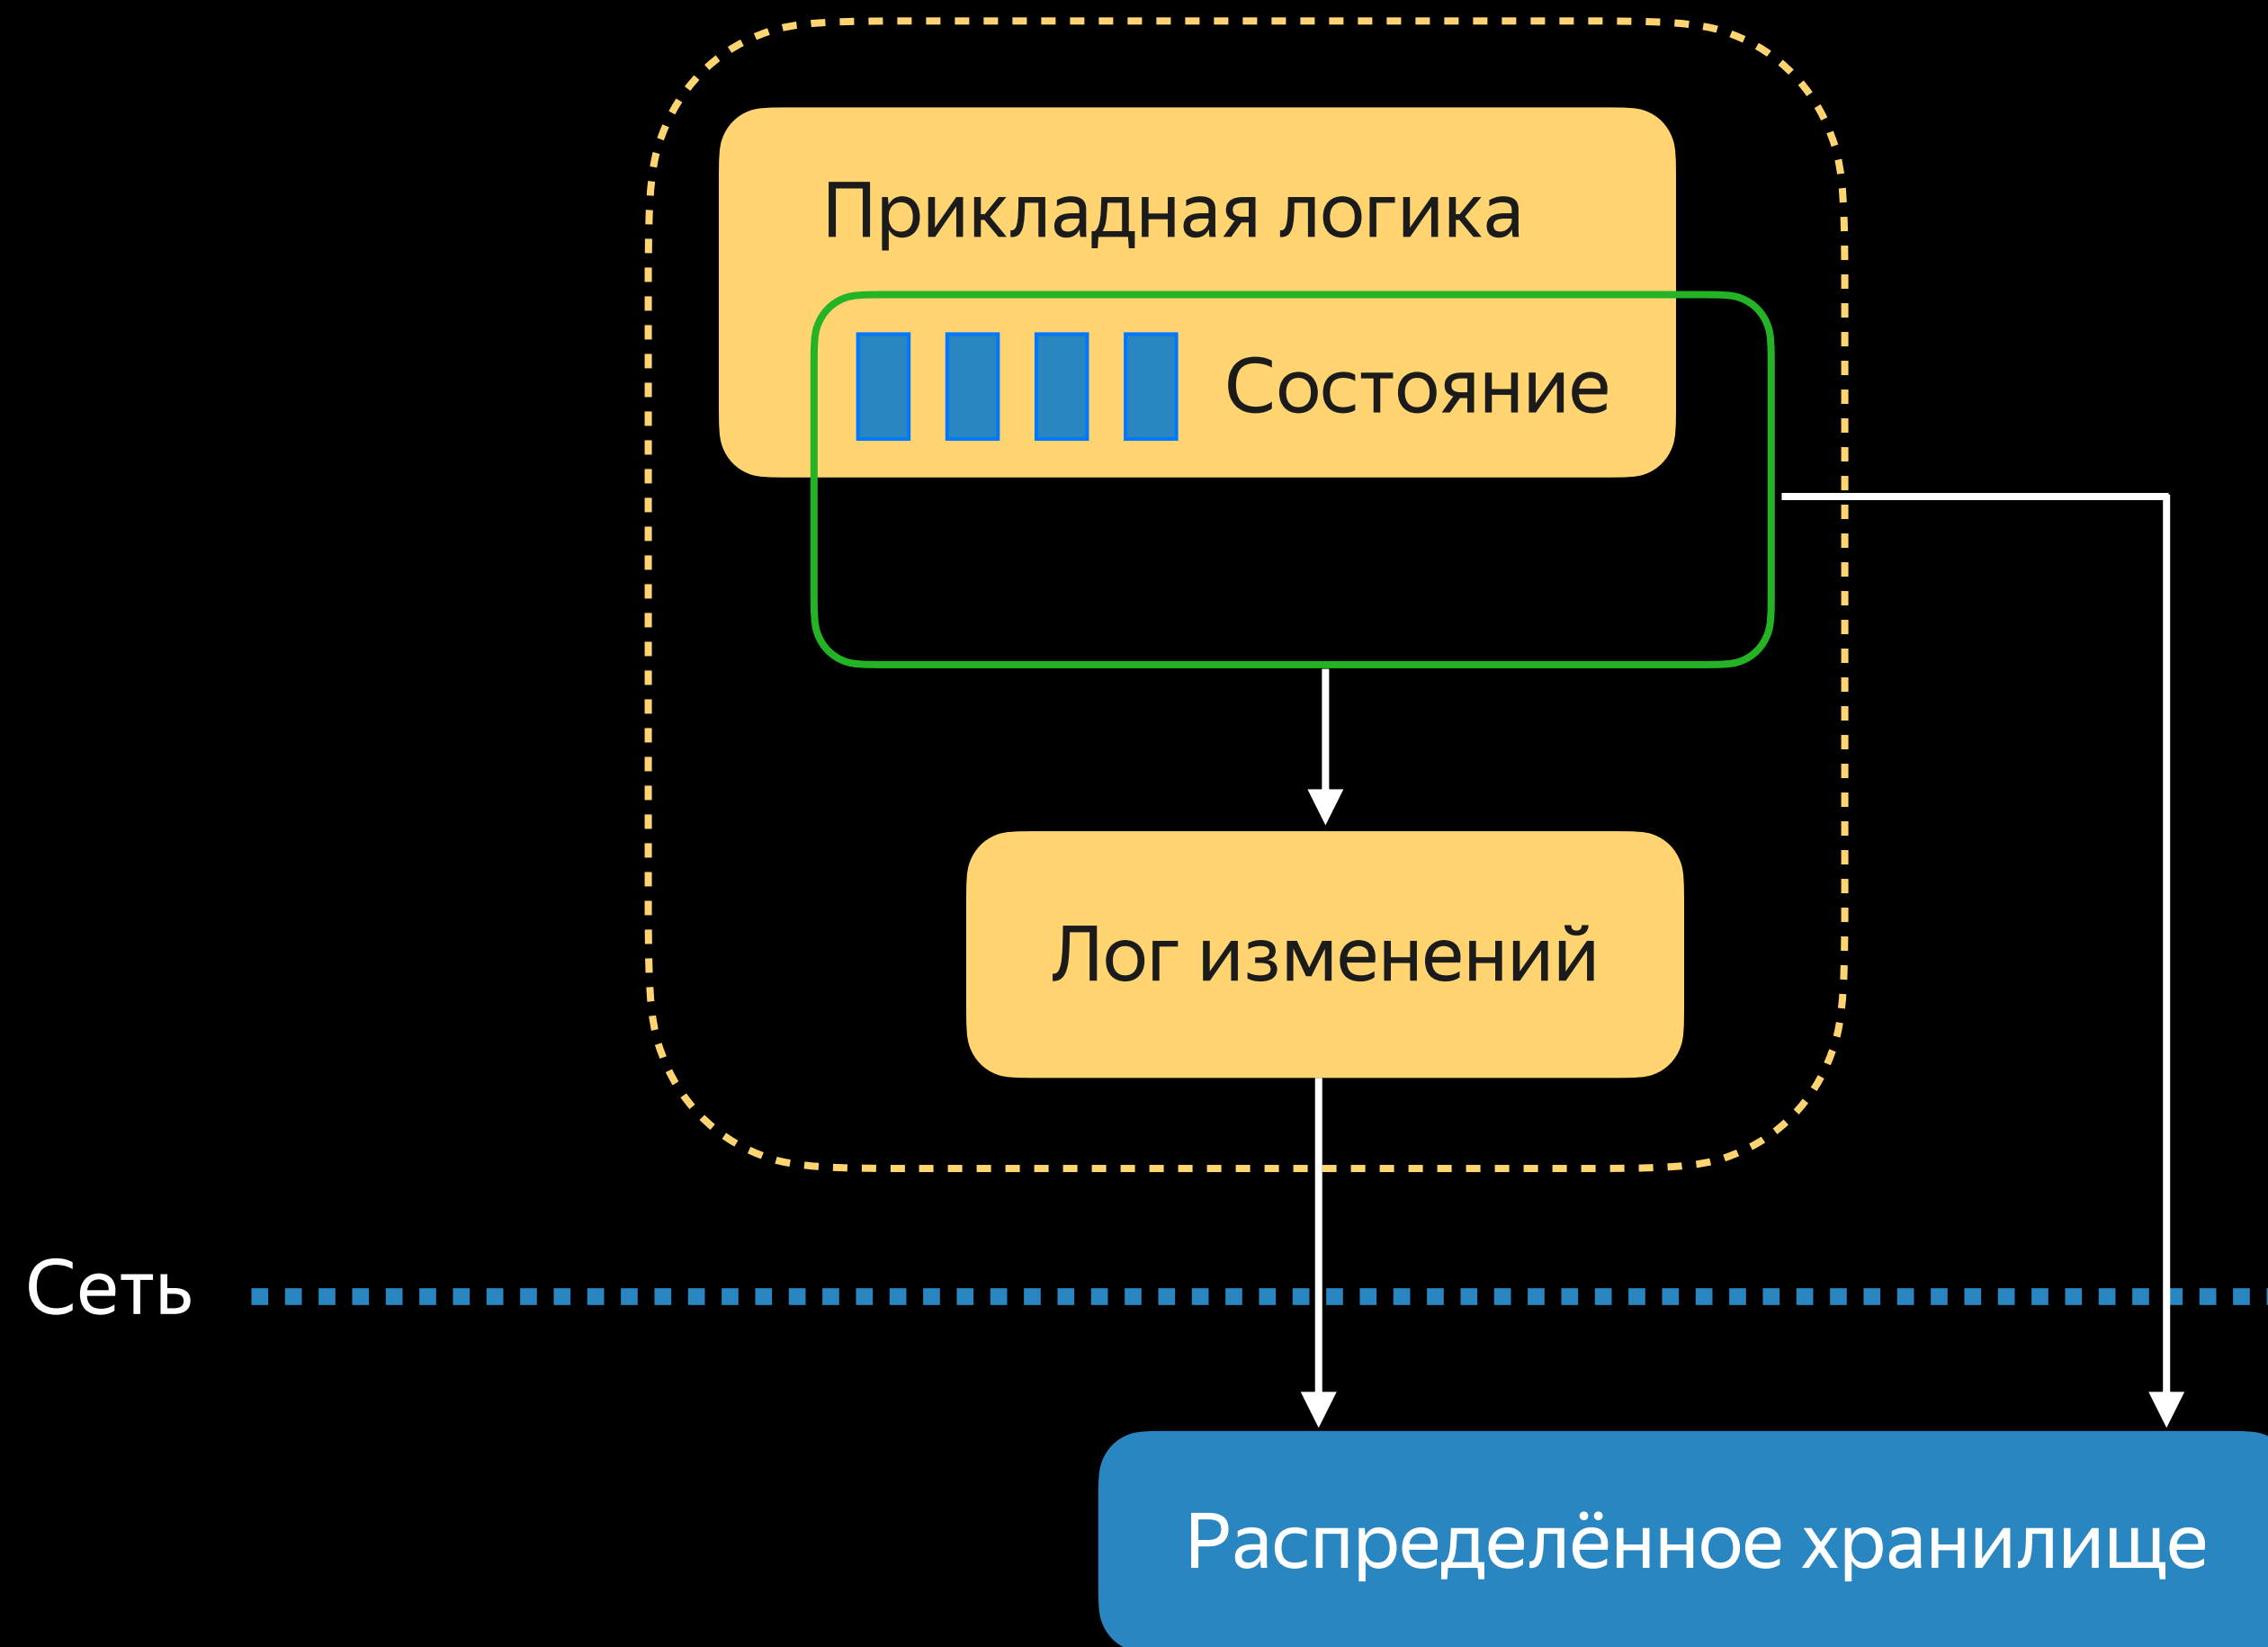 Прикладная логика
Состояние
Лог изменений
Сеть
Распределённое хранилище